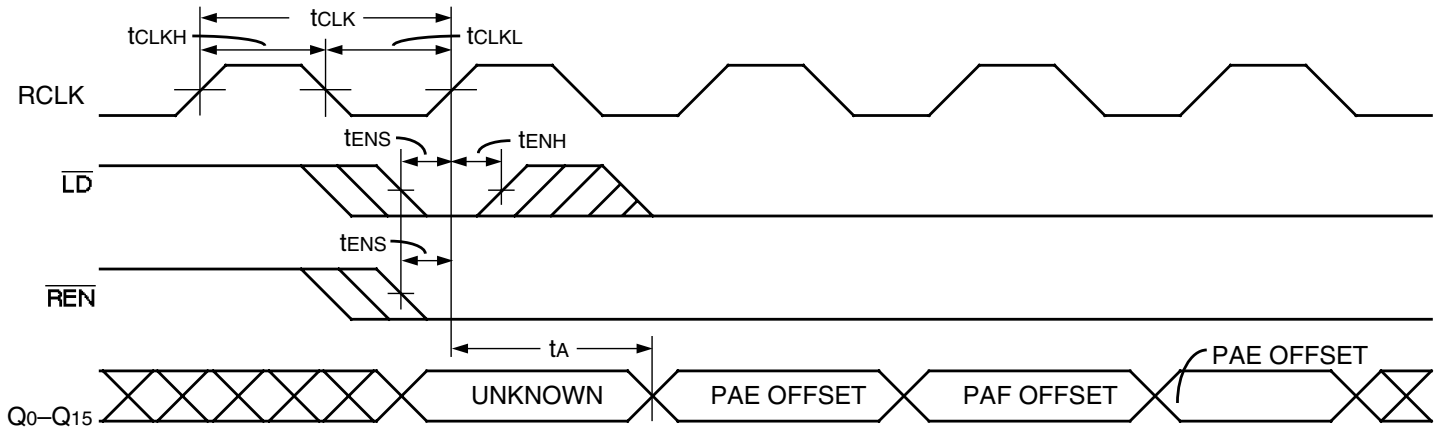 tCLK
tCLKH
tCLKL
RCLK
tENS
tENH
LD
tENS
REN
tA
PAE OFFSET
UNKNOWN
PAE OFFSET
PAF OFFSET
Q0–Q15